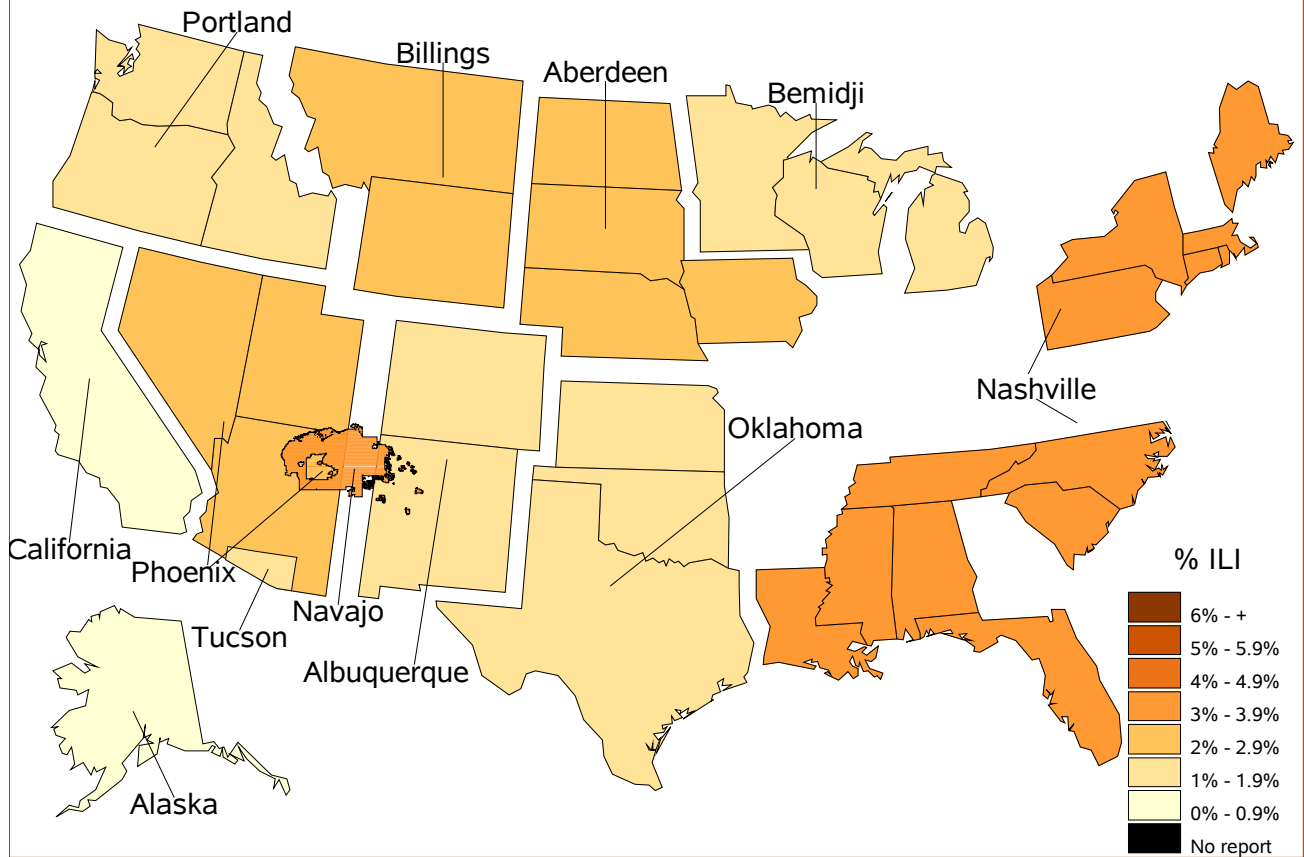 Portland
Billings
Aberdeen
Bemidji
Nashville
Oklahoma
California
Phoenix
Navajo
Tucson
Albuquerque
Alaska
% ILI
6% - +
5% - 5.9%
4% - 4.9%
3% - 3.9%
2% - 2.9%
1% - 1.9%
0% - 0.9%
No report